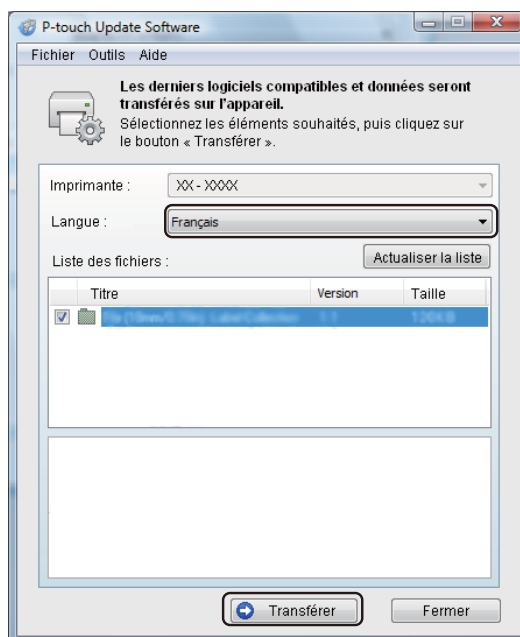 P-touch Update Software
Fichier Outils Aide
Les derniers logiciels compatibles et données seront
transférés sur l'appareil.
Sélectionnez les éléments souhaités, puis cliquez sur
le bouton « Transférer ».
Imprimante : XX - XXXX
Langue : Français
Liste des fichiers : Actualiser la liste
Titre Version Taille
Transférer Fermer